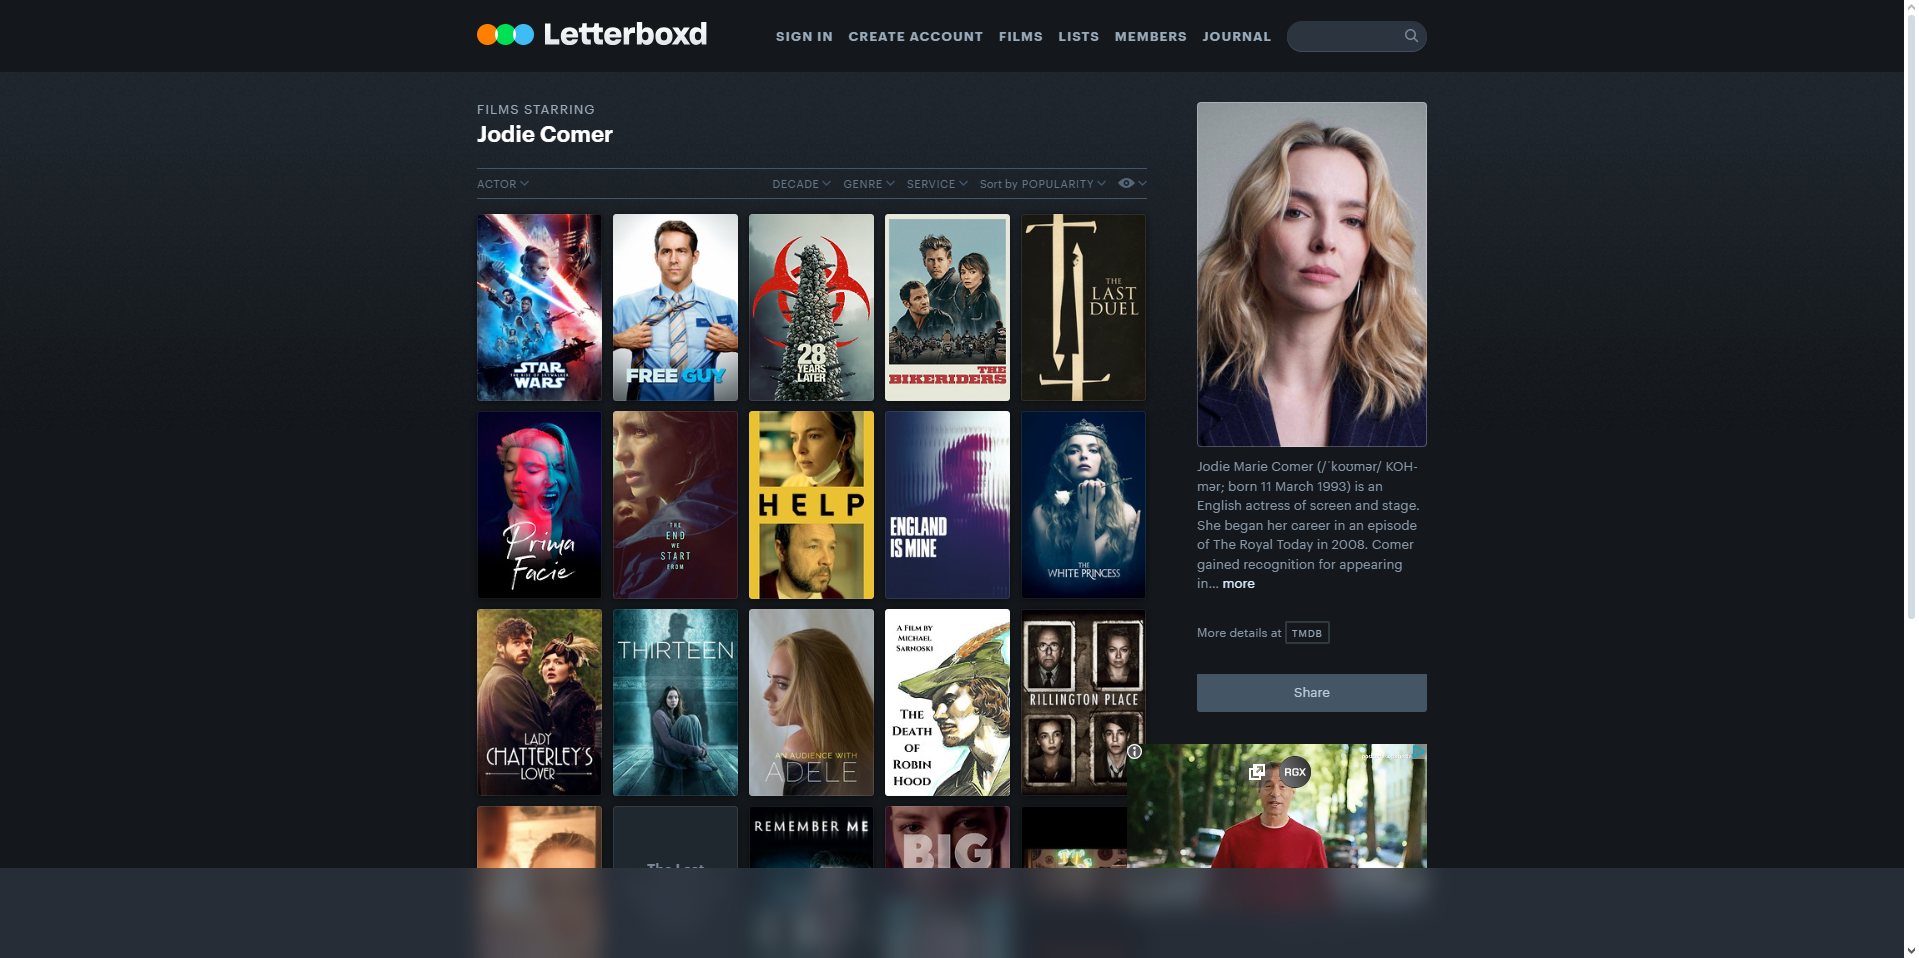 Letterboxd
SIGN IN
CREATE ACCOUNT
FILMS
LISTS
MEMBERS
JOURNAL
FILMS STARRING
Jodie Comer
ACTOR
DECADE
GENRE
SERVICE
Sort by POPULARITY
STAR
THE RISE OF SKYWALKER
WARS
FREE GUY
28
YEARS
LATER
THE
BIKERIDERS
THE
LAST
DUEL
Prima
Facie
THE
END
WE
START
FROM
HELP
ENGLAND
IS MINE
THE
WHITE PRINCESS
LADY
CHATTERLEY'S
LOVER
THIRTEEN
AN AUDIENCE WITH
ADELE
A FILM BY
MICHAEL
SARNOSKI
THE
DEATH
OF
ROBIN
HOOD
RILLINGTON PLACE
The Last
REMEMBER ME
BIG
Jodie Marie Comer (/ˈkoʊmər/ KOH-
mər; born 11 March 1993) is an
English actress of screen and stage.
She began her career in an episode
of The Royal Today in 2008. Comer
gained recognition for appearing
in… more
More details at TMDB
Share
RGX